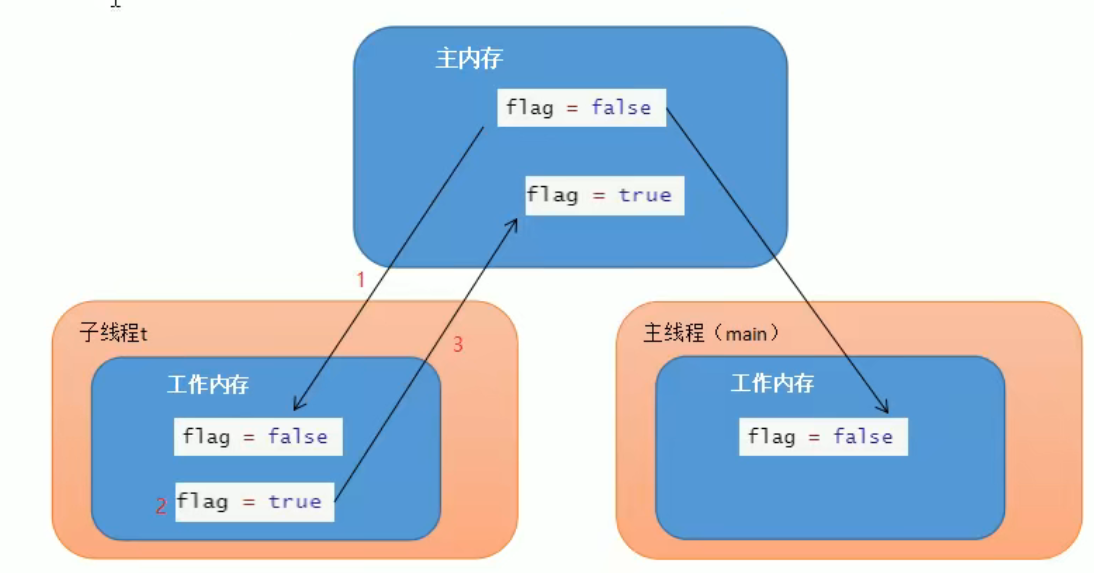 主内存
flag = false
flag = true
1
3
子线程t
工作内存
flag = false
2 flag = true
主线程（main）
工作内存
flag = false